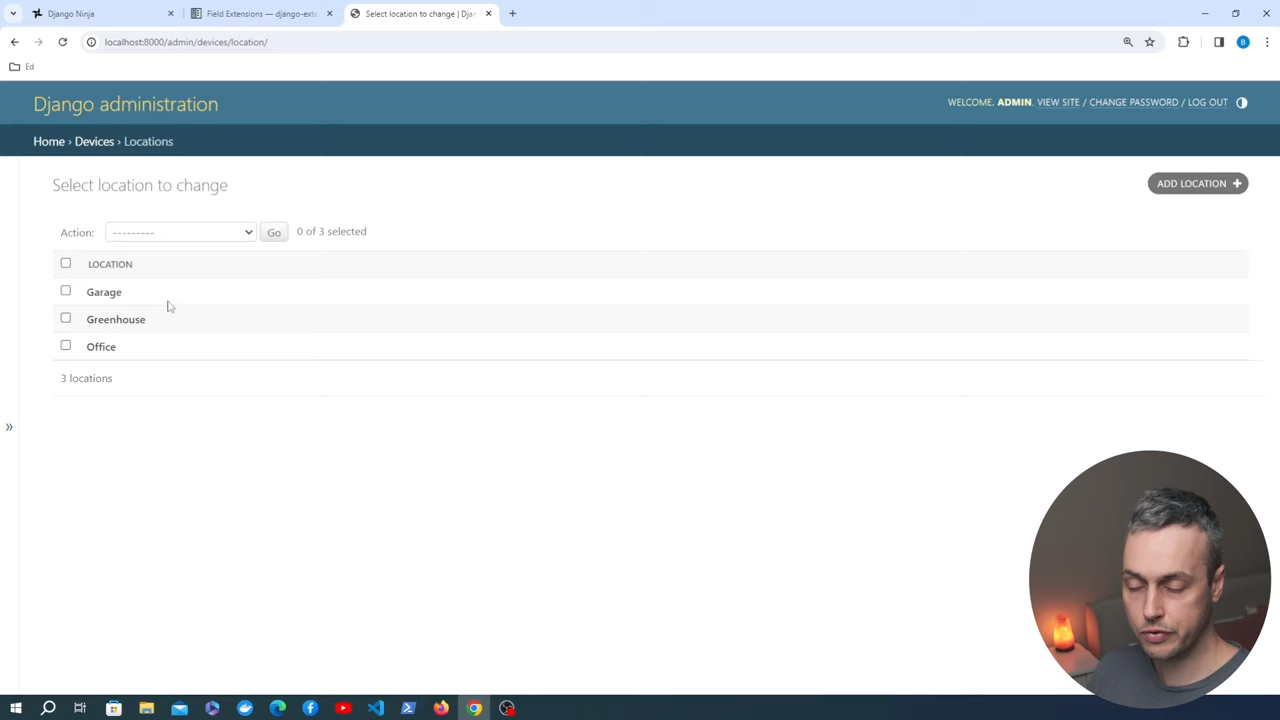 Django Ninja
Field Extensions — django-exte
Select location to change | Djan
localhost:8000/admin/devices/location/
B
Ed
Django administration
WELCOME, ADMIN. VIEW SITE / CHANGE PASSWORD / LOG OUT
Home › Devices › Locations
Select location to change
ADD LOCATION +
Action: --------- Go 0 of 3 selected
LOCATION
Garage
Greenhouse
Office
3 locations
»